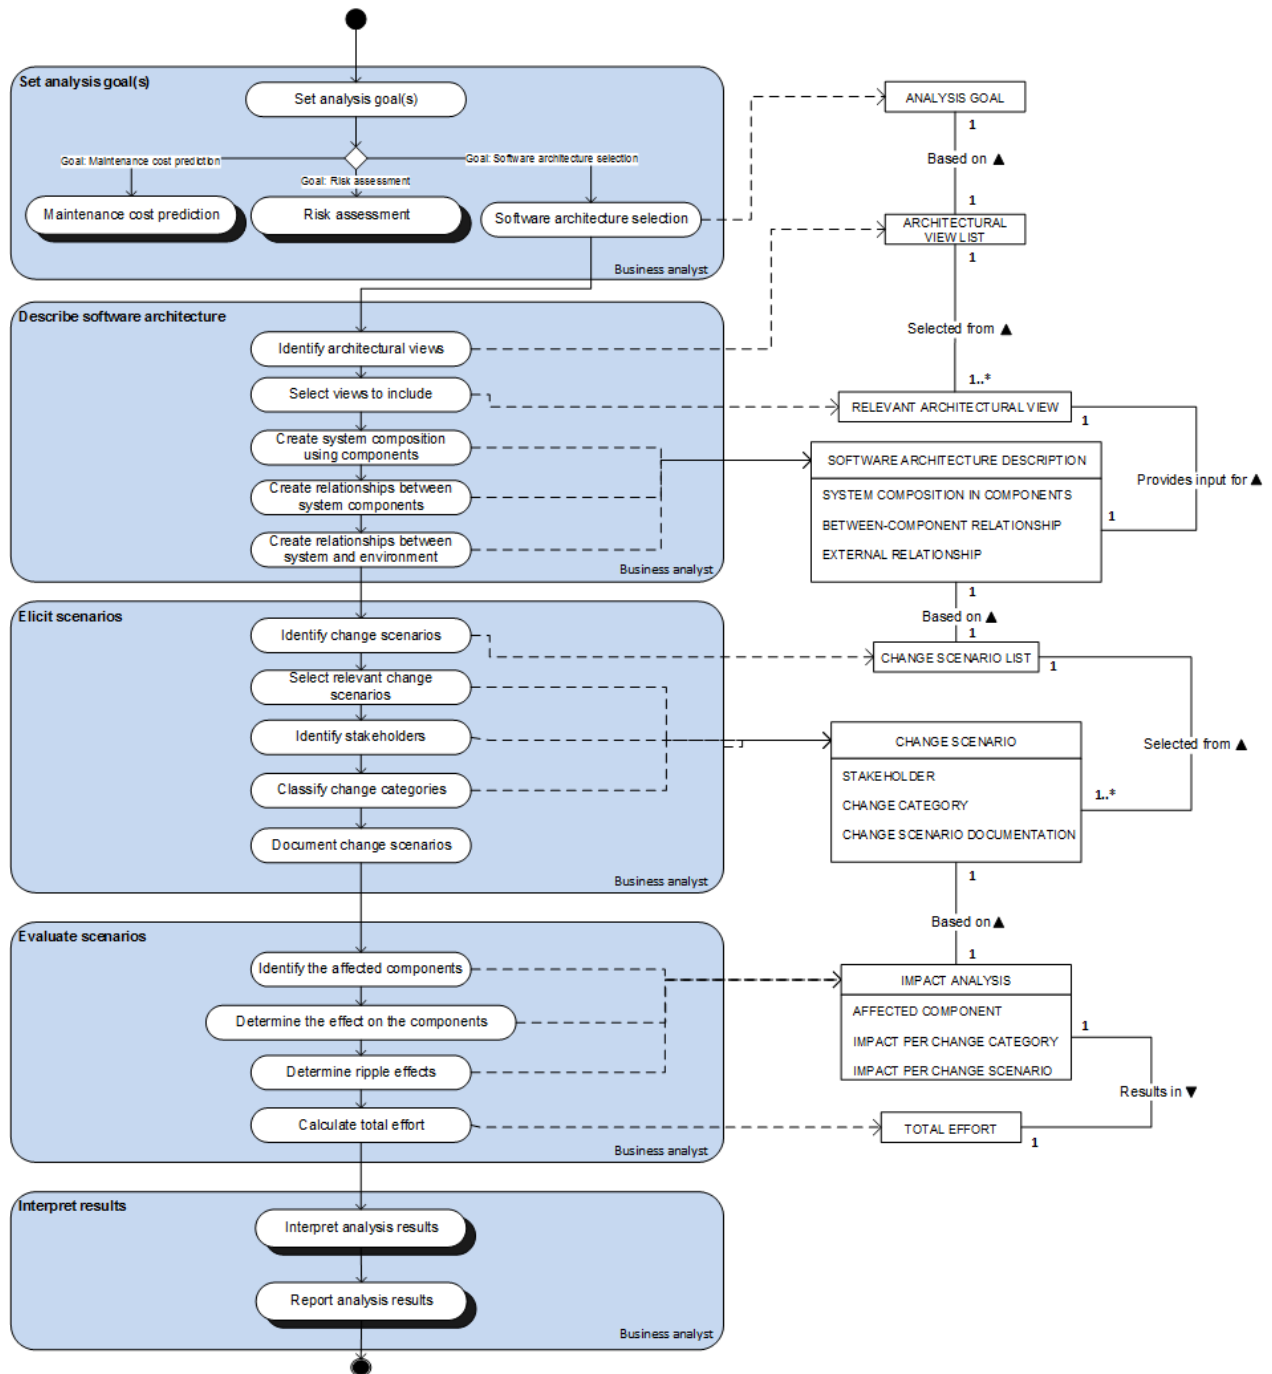 Set analysis goal(s)
Set analysis goal(s)
Goal: Maintenance cost prediction
Goal: Software architecture selection
Goal: Risk assessment
Maintenance cost prediction
Risk assessment
Software architecture selection
Business analyst
Describe software architecture
Identify architectural views
Select views to include
Create system composition
using components
Create relationships between
system components
Create relationships between
system and environment
Business analyst
Elicit scenarios
Identify change scenarios
Select relevant change
scenarios
Identify stakeholders
Classify change categories
Document change scenarios
Business analyst
Evaluate scenarios
Identify the affected components
Determine the effect on the components
Determine ripple effects
Calculate total effort
Business analyst
Interpret results
Interpret analysis results
Report analysis results
Business analyst
ANALYSIS GOAL
1
Based on ▲
1
ARCHITECTURAL
VIEW LIST
1
Selected from ▲
1..*
RELEVANT ARCHITECTURAL VIEW
1
Provides input for ▲
SOFTWARE ARCHITECTURE DESCRIPTION
SYSTEM COMPOSITION IN COMPONENTS
BETWEEN-COMPONENT RELATIONSHIP
EXTERNAL RELATIONSHIP
1
1
Based on ▲
1
CHANGE SCENARIO LIST
1
Selected from ▲
CHANGE SCENARIO
STAKEHOLDER
CHANGE CATEGORY
CHANGE SCENARIO DOCUMENTATION
1..*
1
Based on ▲
1
IMPACT ANALYSIS
AFFECTED COMPONENT
IMPACT PER CHANGE CATEGORY
IMPACT PER CHANGE SCENARIO
1
Results in ▼
TOTAL EFFORT
1